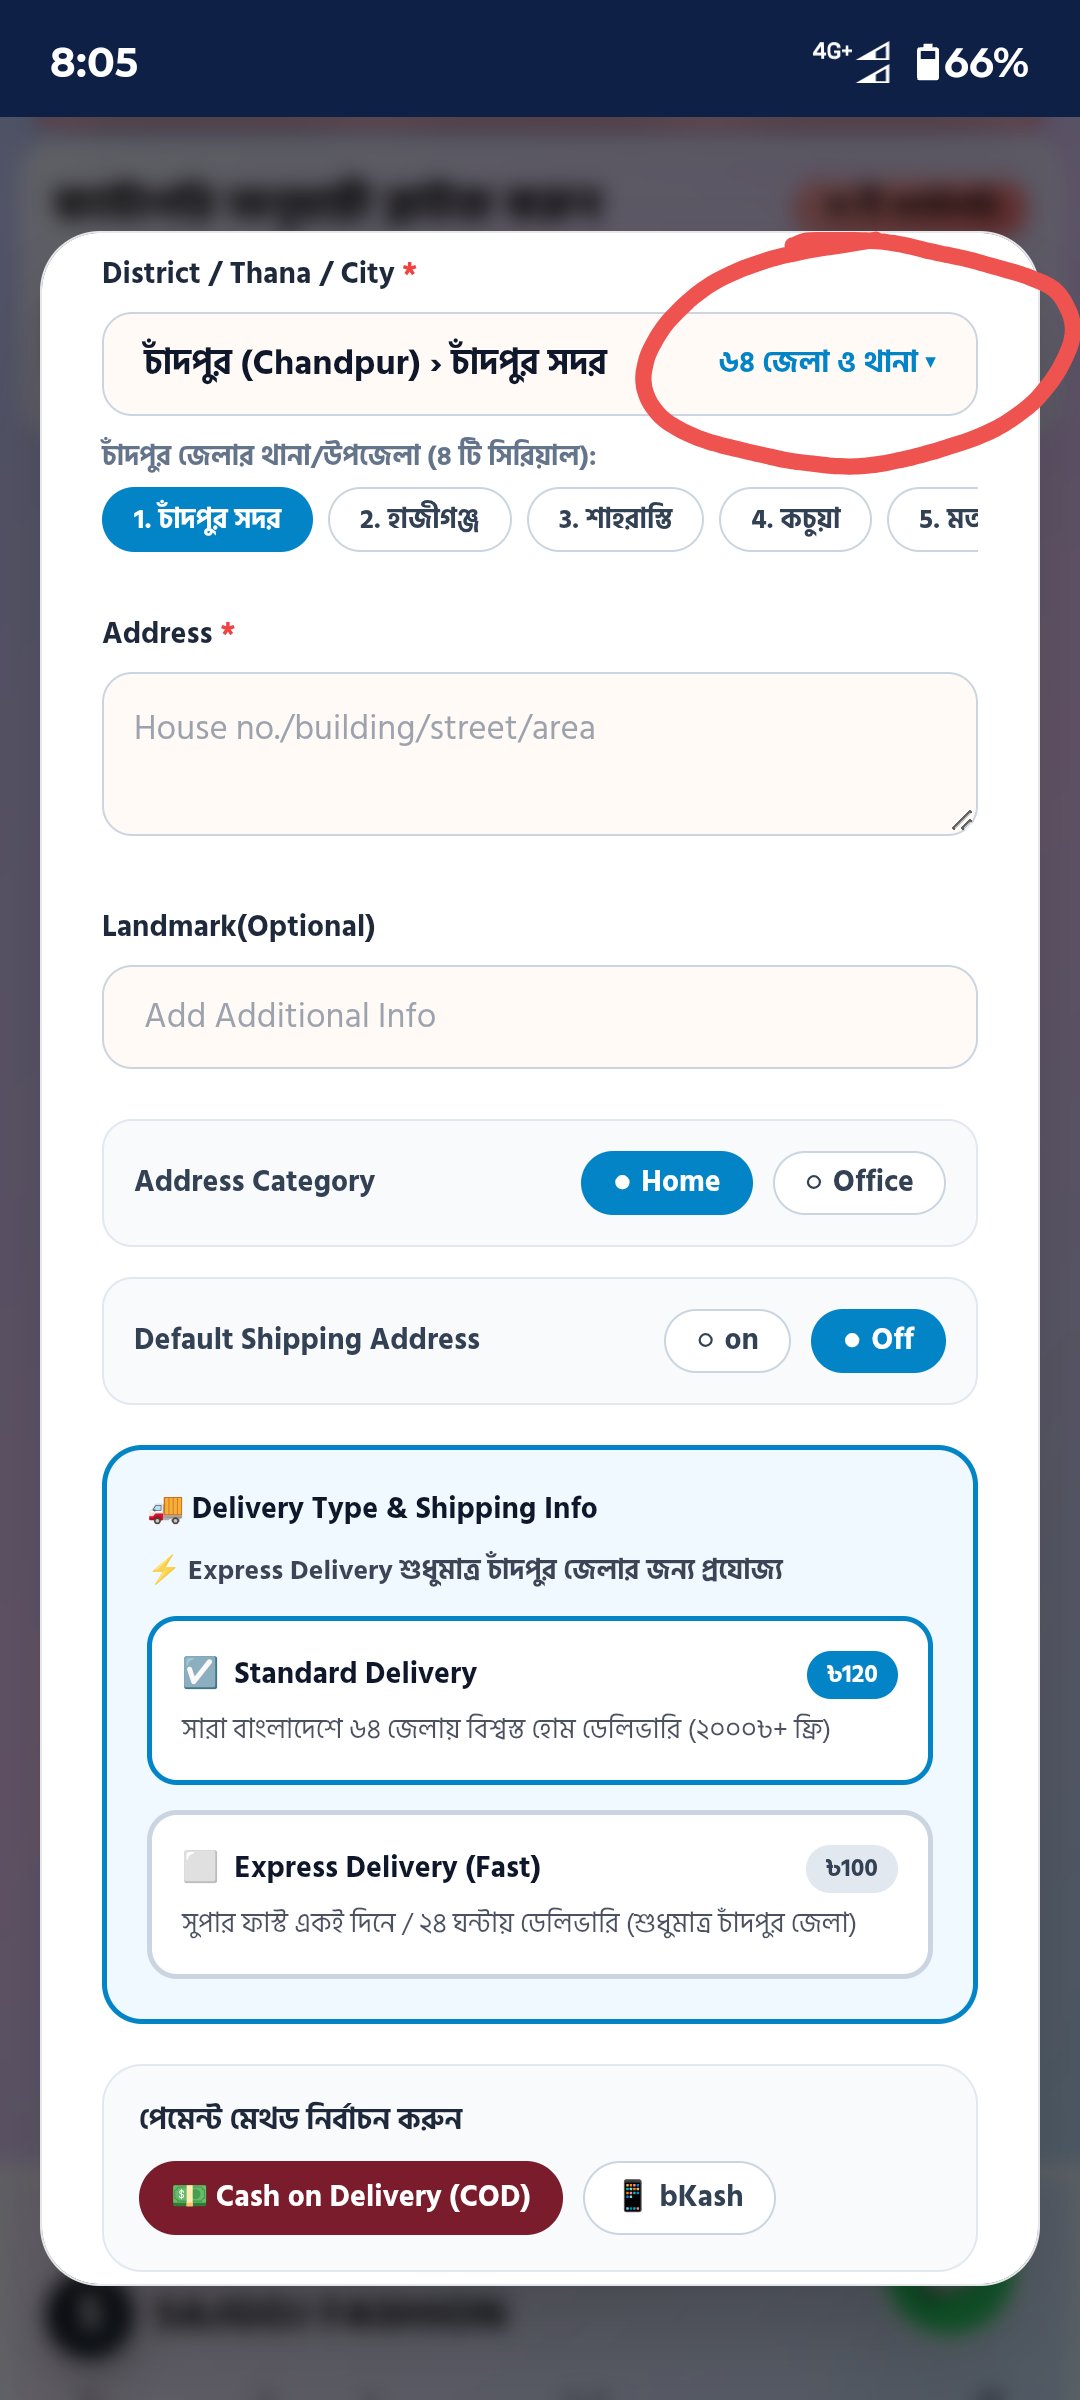 8:05
4G+ 66%
District / Thana / City *
চাঁদপুর (Chandpur) › চাঁদপুর সদর
৬৪ জেলা ও থানা ▾
চাঁদপুর জেলার থানা/উপজেলা (৪ টি সিরিয়াল):
1. চাঁদপুর সদর
2. হাজীগঞ্জ
3. শাহরাস্তি
4. কচুয়া
5. মত
Address *
House no./building/street/area
Landmark(Optional)
Add Additional Info
Address Category
Home
Office
Default Shipping Address
on
Off
🚚 Delivery Type & Shipping Info
⚡ Express Delivery শুধুমাত্র চাঁদপুর জেলার জন্য প্রযোজ্য
☑️ Standard Delivery ৳120
সারা বাংলাদেশে ৬৪ জেলায় বিশ্বস্ত হোম ডেলিভারি (২০০০৳+ ফ্রি)
⬜ Express Delivery (Fast) ৳100
সুপার ফাস্ট একই দিনে / ২৪ ঘন্টায় ডেলিভারি (শুধুমাত্র চাঁদপুর জেলা)
পেমেন্ট মেথড নির্বাচন করুন
💵 Cash on Delivery (COD)
📱 bKash